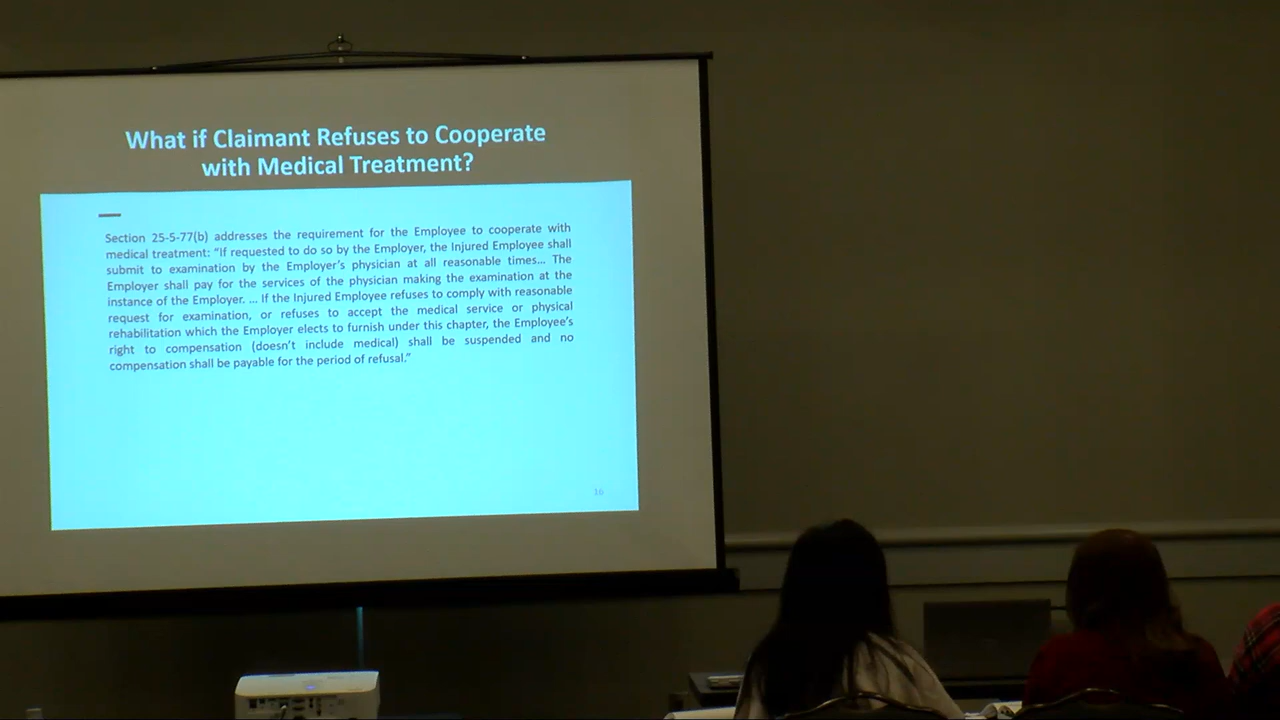 What if Claimant Refuses to Cooperate
with Medical Treatment?
Section 25-5-77(b) addresses the requirement for the Employee to cooperate with
medical treatment: “If requested to do so by the Employer, the Injured Employee shall
submit to examination by the Employer’s physician at all reasonable times… The
Employer shall pay for the services of the physician making the examination at the
instance of the Employer. … If the Injured Employee refuses to comply with reasonable
request for examination, or refuses to accept the medical service or physical
rehabilitation which the Employer elects to furnish under this chapter, the Employee’s
right to compensation (doesn’t include medical) shall be suspended and no
compensation shall be payable for the period of refusal.”
16